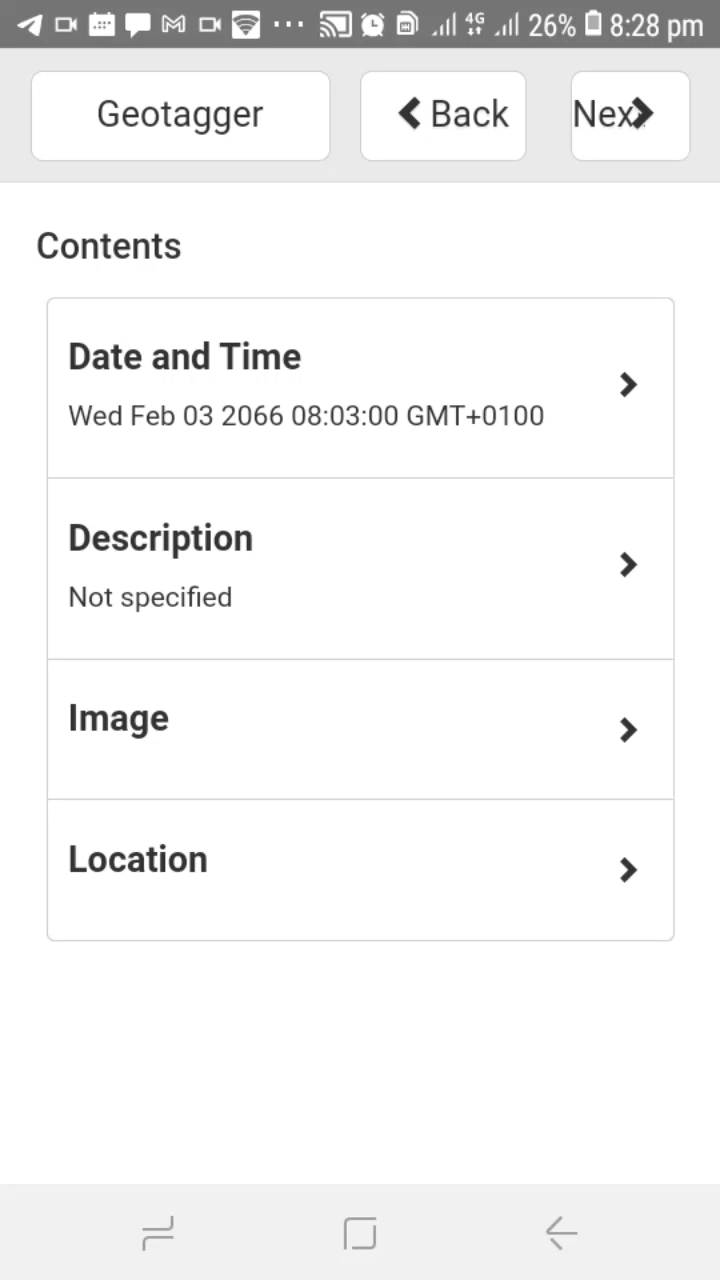 4G 26% 8:28 pm
Geotagger Back Next
Contents
Date and Time
Wed Feb 03 2066 08:03:00 GMT+0100
Description
Not specified
Image
Location